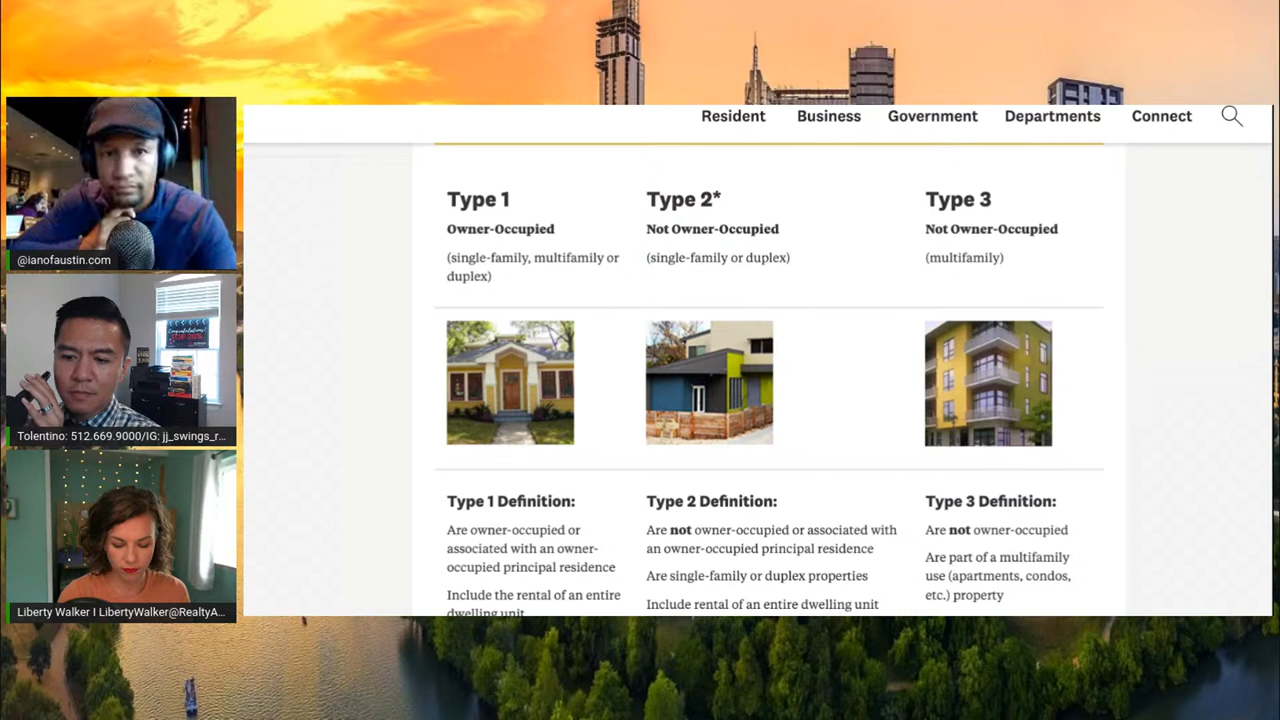 Resident Business Government Departments Connect
Type 1 Type 2* Type 3
Owner-Occupied Not Owner-Occupied Not Owner-Occupied
(single-family, multifamily or (single-family or duplex) (multifamily)
duplex)
Type 1 Definition: Type 2 Definition: Type 3 Definition:
Are owner-occupied or
associated with an owner-
occupied principal residence
Include the rental of an entire
dwelling unit
Are not owner-occupied or associated with
an owner-occupied principal residence
Are single-family or duplex properties
Include rental of an entire dwelling unit
Are not owner-occupied
Are part of a multifamily
use (apartments, condos,
etc.) property
@ianofaustin.com
Congratulations!
Tolentino: 512.669.9000/IG: jj_swings_r...
Liberty Walker I LibertyWalker@RealtyA...